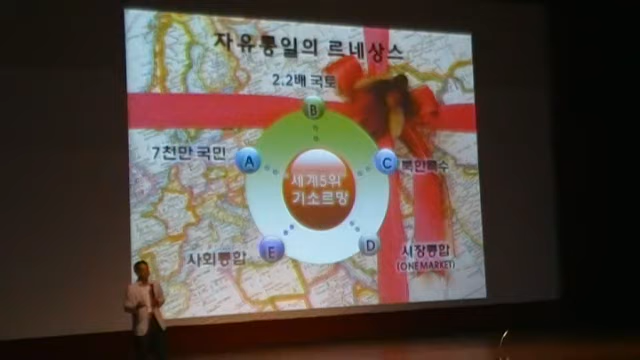 자유통일의 르네상스
2.2배 국토
B
7천만 국민
A
C
북한특수
"세계5위"
기소르망
사회통합
E
D
시장통합
(ONE MARKET)